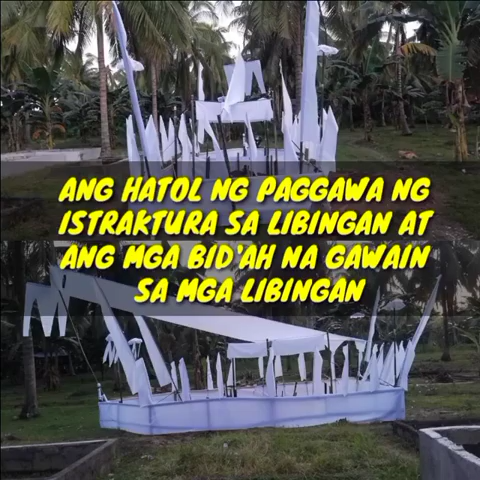 ANG HATOL NG PAGGAWA NG
ISTRAKTURA SA LIBINGAN AT
ANG MGA BID'AH NA GAWAIN
SA MGA LIBINGAN